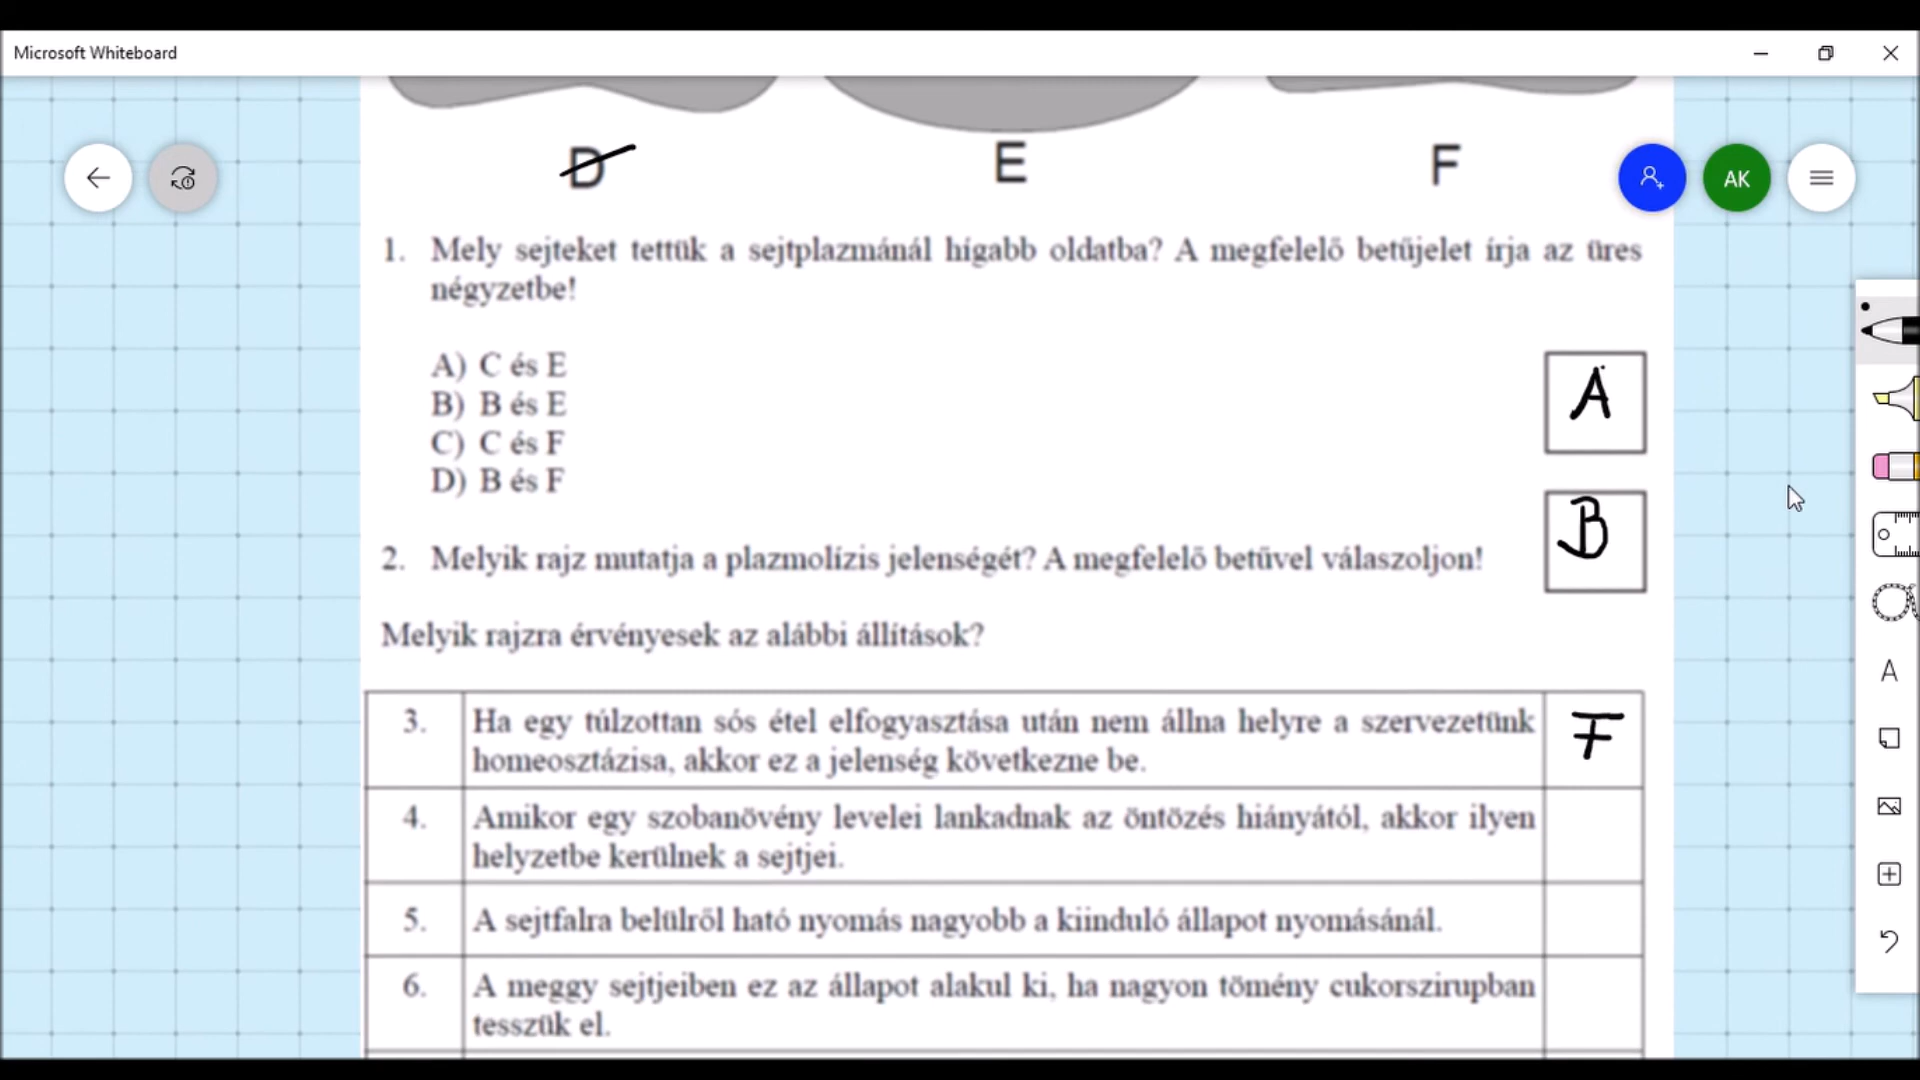 Microsoft Whiteboard
D E F
AK
1. Mely sejteket tettük a sejtplazmánál hígabb oldatba? A megfelelő betűjelet írja az üres
négyzetbe!
A) C és E
B) B és E
C) C és F
D) B és F
A
2. Melyik rajz mutatja a plazmolízis jelenségét? A megfelelő betűvel válaszoljon!
B
Melyik rajzra érvényesek az alábbi állítások?
3. Ha egy túlzottan sós étel elfogyasztása után nem állna helyre a szervezetünk
homeosztázisa, akkor ez a jelenség következne be.
F
4. Amikor egy szobanövény levelei lankadnak az öntözés hiányától, akkor ilyen
helyzetbe kerülnek a sejtjei.
5. A sejtfalra belülről ható nyomás nagyobb a kiinduló állapot nyomásánál.
6. A meggy sejtjeiben ez az állapot alakul ki, ha nagyon tömény cukorszirupban
tesszük el.
A